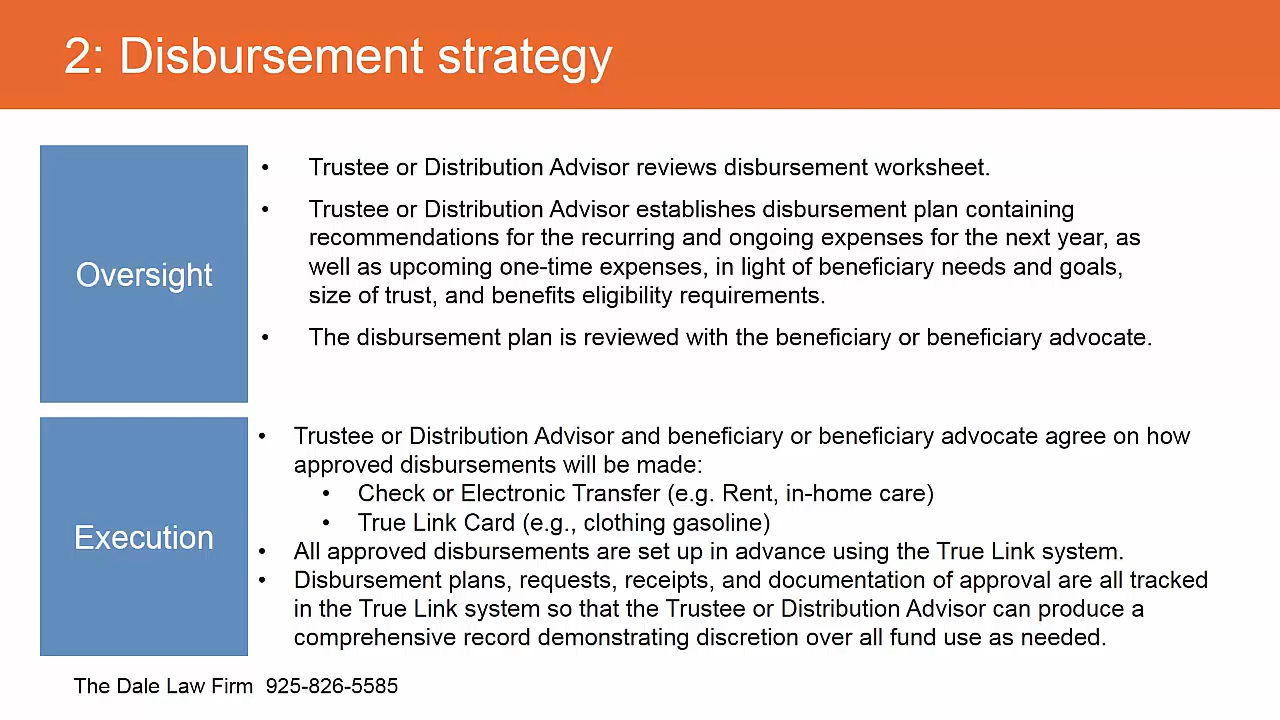 2: Disbursement strategy
Oversight
• Trustee or Distribution Advisor reviews disbursement worksheet.
• Trustee or Distribution Advisor establishes disbursement plan containing
recommendations for the recurring and ongoing expenses for the next year, as
well as upcoming one-time expenses, in light of beneficiary needs and goals,
size of trust, and benefits eligibility requirements.
• The disbursement plan is reviewed with the beneficiary or beneficiary advocate.
Execution
• Trustee or Distribution Advisor and beneficiary or beneficiary advocate agree on how
approved disbursements will be made:
• Check or Electronic Transfer (e.g. Rent, in-home care)
• True Link Card (e.g., clothing gasoline)
• All approved disbursements are set up in advance using the True Link system.
• Disbursement plans, requests, receipts, and documentation of approval are all tracked
in the True Link system so that the Trustee or Distribution Advisor can produce a
comprehensive record demonstrating discretion over all fund use as needed.
The Dale Law Firm 925-826-5585